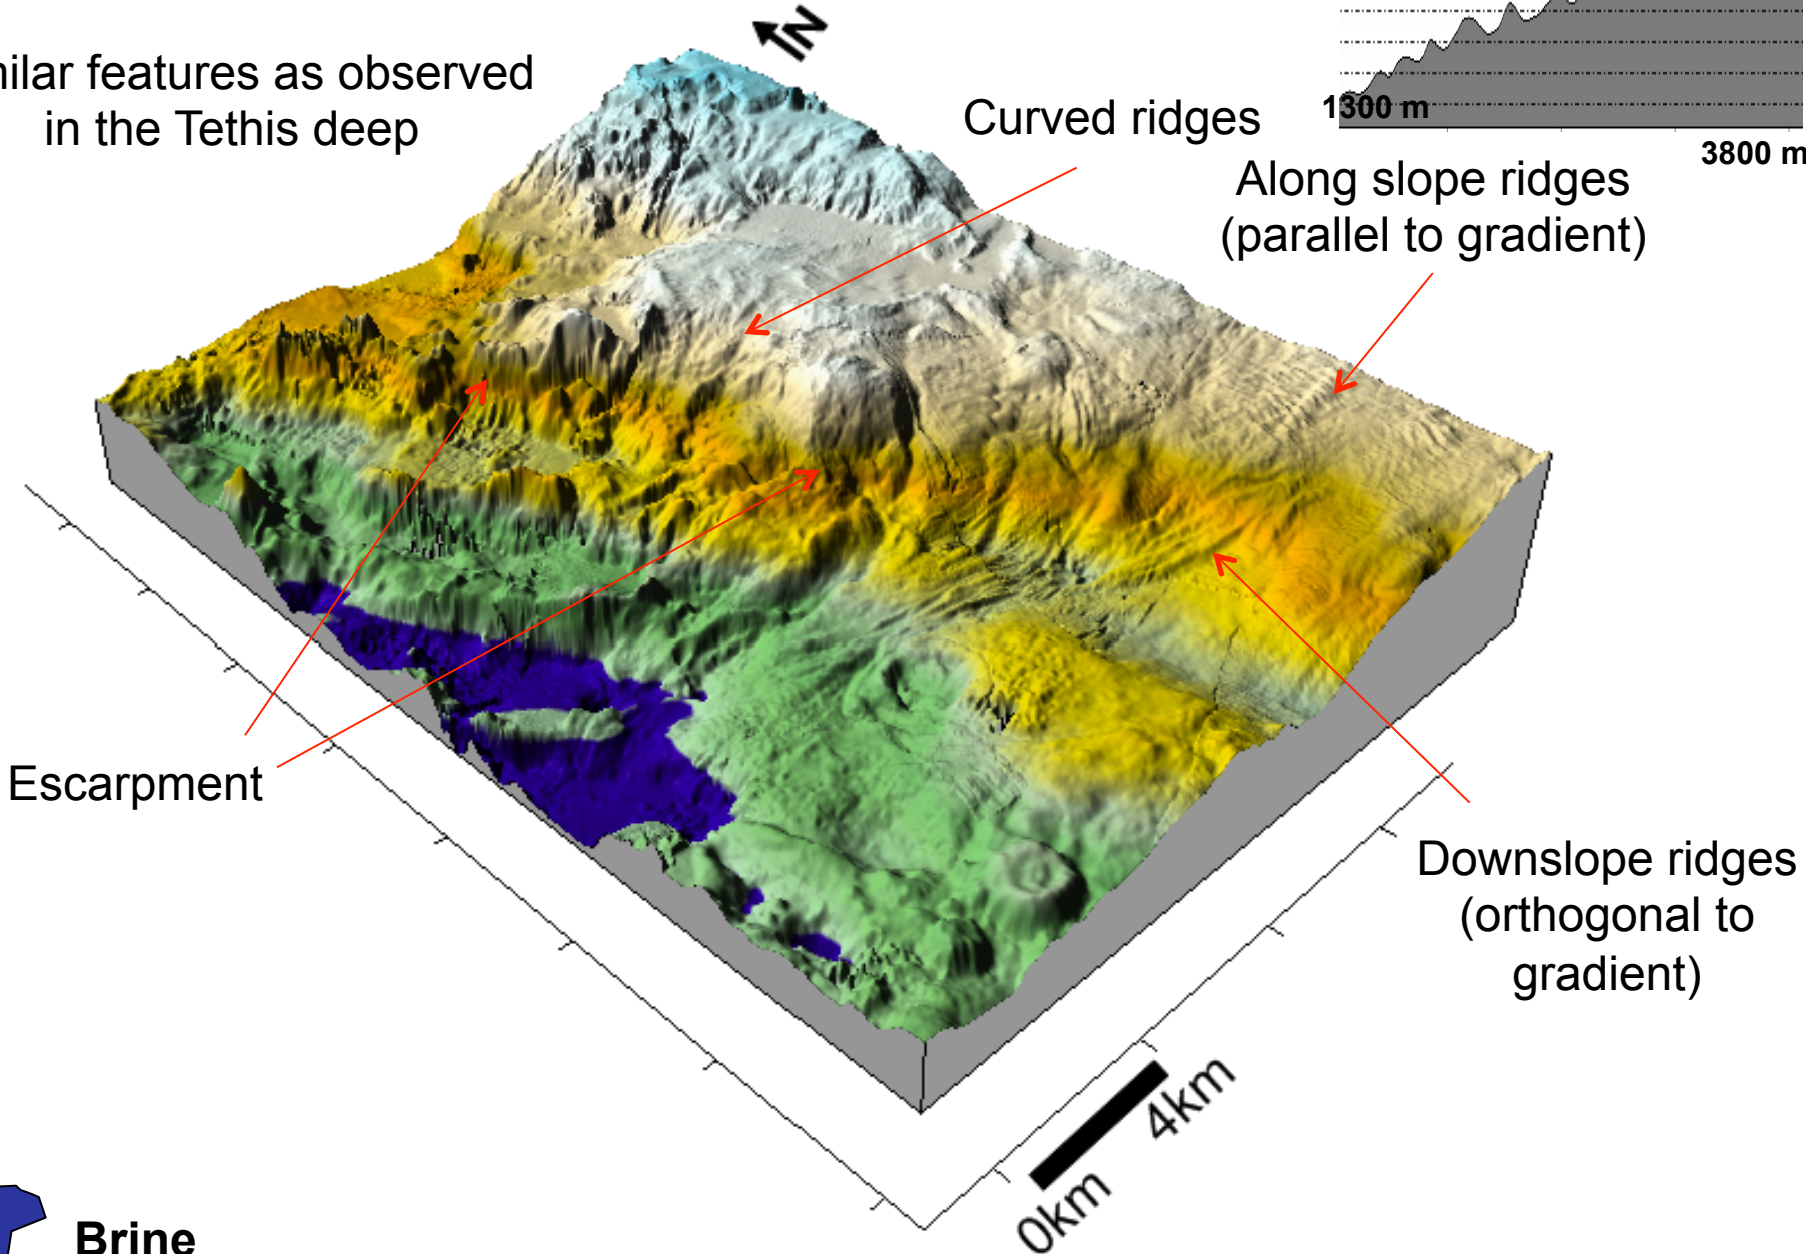 N
milar features as observed
in the Tethis deep
Curved ridges
1300 m
3800 m
Along slope ridges
(parallel to gradient)
Escarpment
Downslope ridges
(orthogonal to
gradient)
4km
0km
Brine